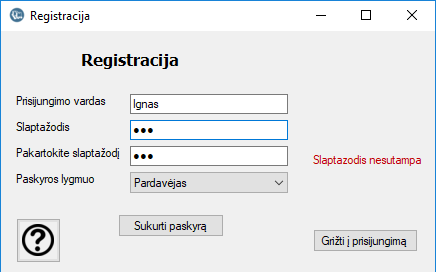 Registracija
Registracija
Prisijungimo vardas
Ignas
Slaptažodis
●●●
Pakartokite slaptažodį
●●●
Slaptazodis nesutampa
Paskyros lygmuo
Pardavėjas
Sukurti paskyrą
?
Grižti į prisijungimą